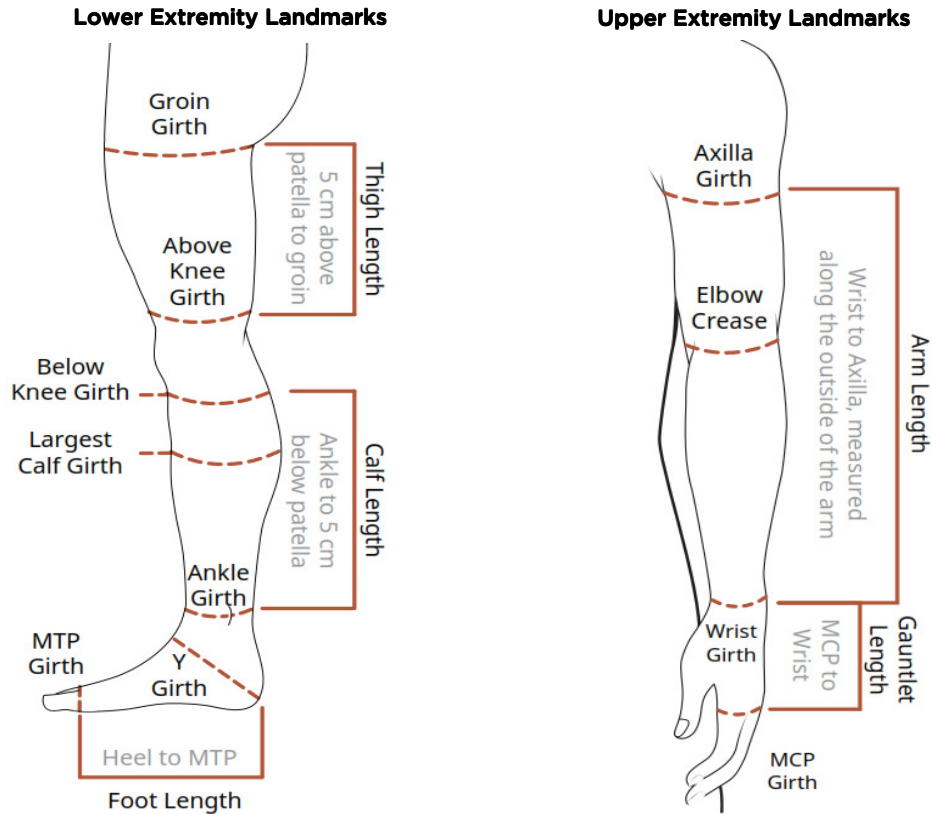 Lower Extremity Landmarks
Groin
Girth
Thigh Length
5 cm above
patella to groin
Above
Knee
Girth
Below
Knee Girth
Largest
Calf Girth
Calf Length
Ankle to 5 cm
below patella
Ankle
Girth
MTP
Girth
Y
Girth
Heel to MTP
Foot Length
Upper Extremity Landmarks
Axilla
Girth
Elbow
Crease
Arm Length
Wrist to Axilla, measured
along the outside of the arm
Wrist
Girth
Gauntlet
Length
MCP to
Wrist
MCP
Girth